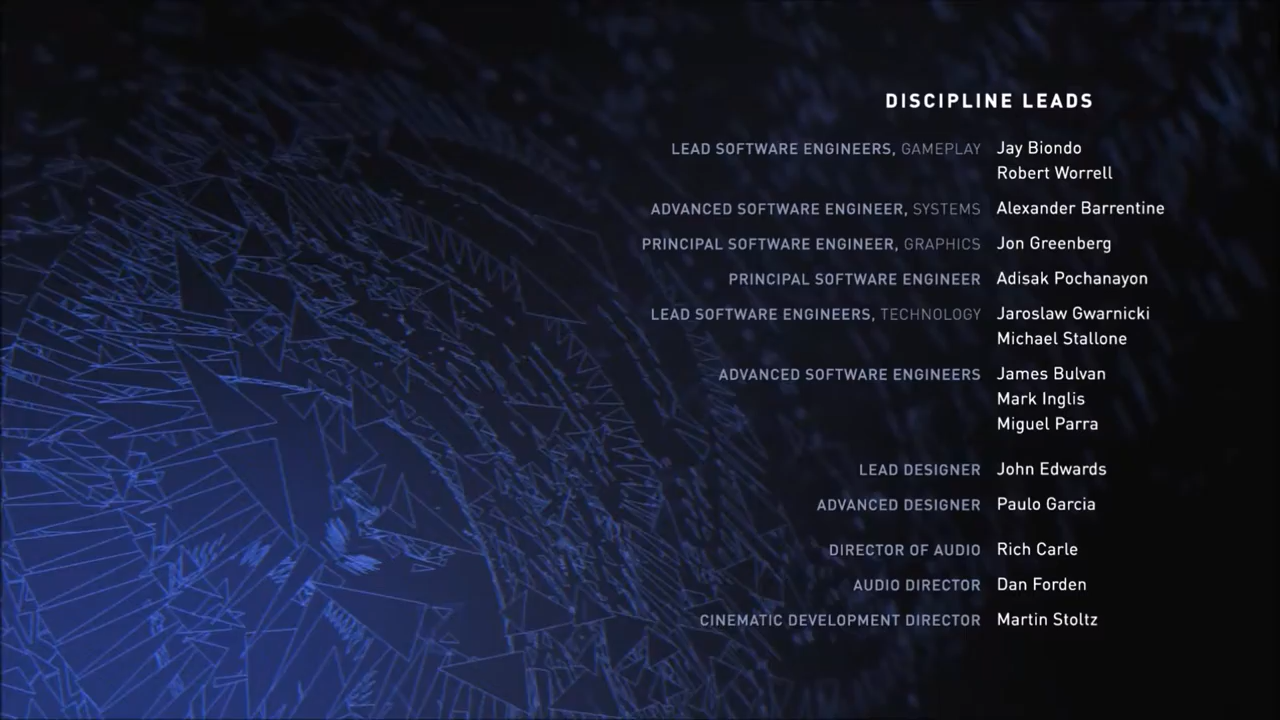 DISCIPLINE LEADS
LEAD SOFTWARE ENGINEERS, GAMEPLAY Jay Biondo
Robert Worrell
ADVANCED SOFTWARE ENGINEER, SYSTEMS Alexander Barrentine
PRINCIPAL SOFTWARE ENGINEER, GRAPHICS Jon Greenberg
PRINCIPAL SOFTWARE ENGINEER Adisak Pochanayon
LEAD SOFTWARE ENGINEERS, TECHNOLOGY Jaroslaw Gwarnicki
Michael Stallone
ADVANCED SOFTWARE ENGINEERS James Bulvan
Mark Inglis
Miguel Parra
LEAD DESIGNER John Edwards
ADVANCED DESIGNER Paulo Garcia
DIRECTOR OF AUDIO Rich Carle
AUDIO DIRECTOR Dan Forden
CINEMATIC DEVELOPMENT DIRECTOR Martin Stoltz